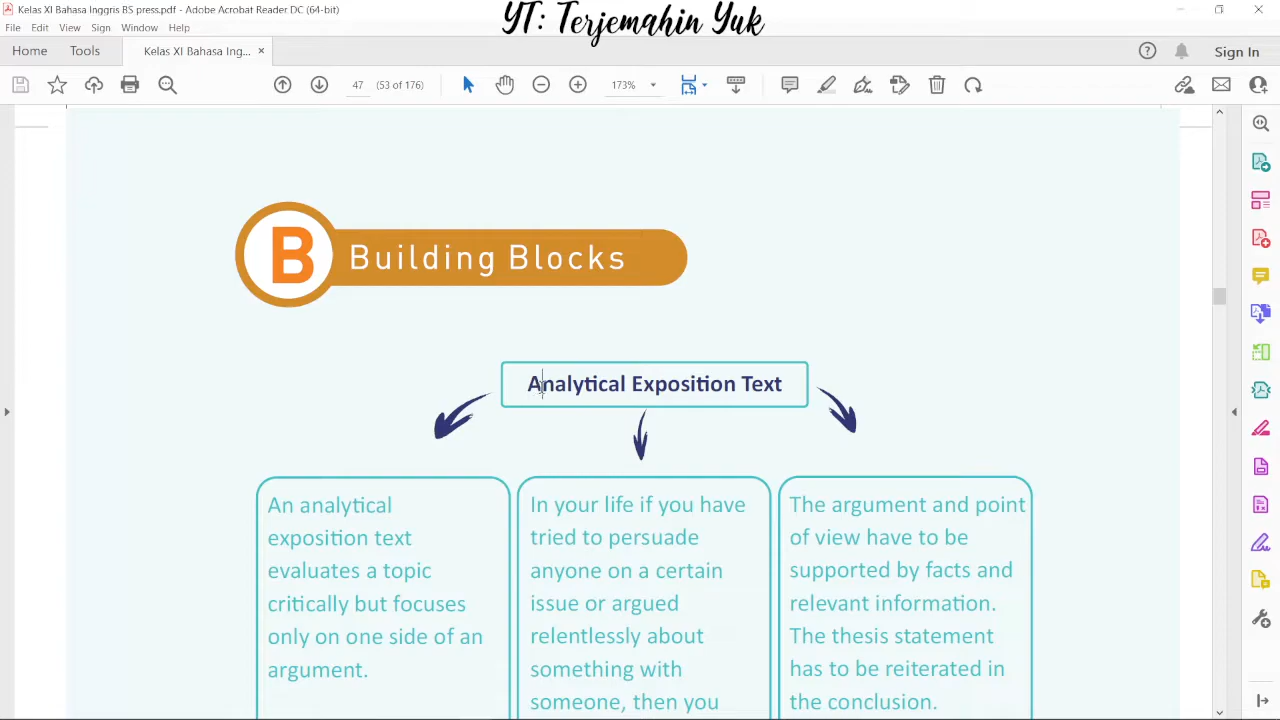 Kelas XI Bahasa Inggris BS press.pdf - Adobe Acrobat Reader DC (64-bit)
YT: Terjemahin Yuk
File Edit View Sign Window Help
Home Tools Kelas XI Bahasa Ing... × Sign In
47 (53 of 176) 173%
B Building Blocks
Analytical Exposition Text
An analytical
exposition text
evaluates a topic
critically but focuses
only on one side of an
argument.
In your life if you have
tried to persuade
anyone on a certain
issue or argued
relentlessly about
something with
someone, then you
The argument and point
of view have to be
supported by facts and
relevant information.
The thesis statement
has to be reiterated in
the conclusion.